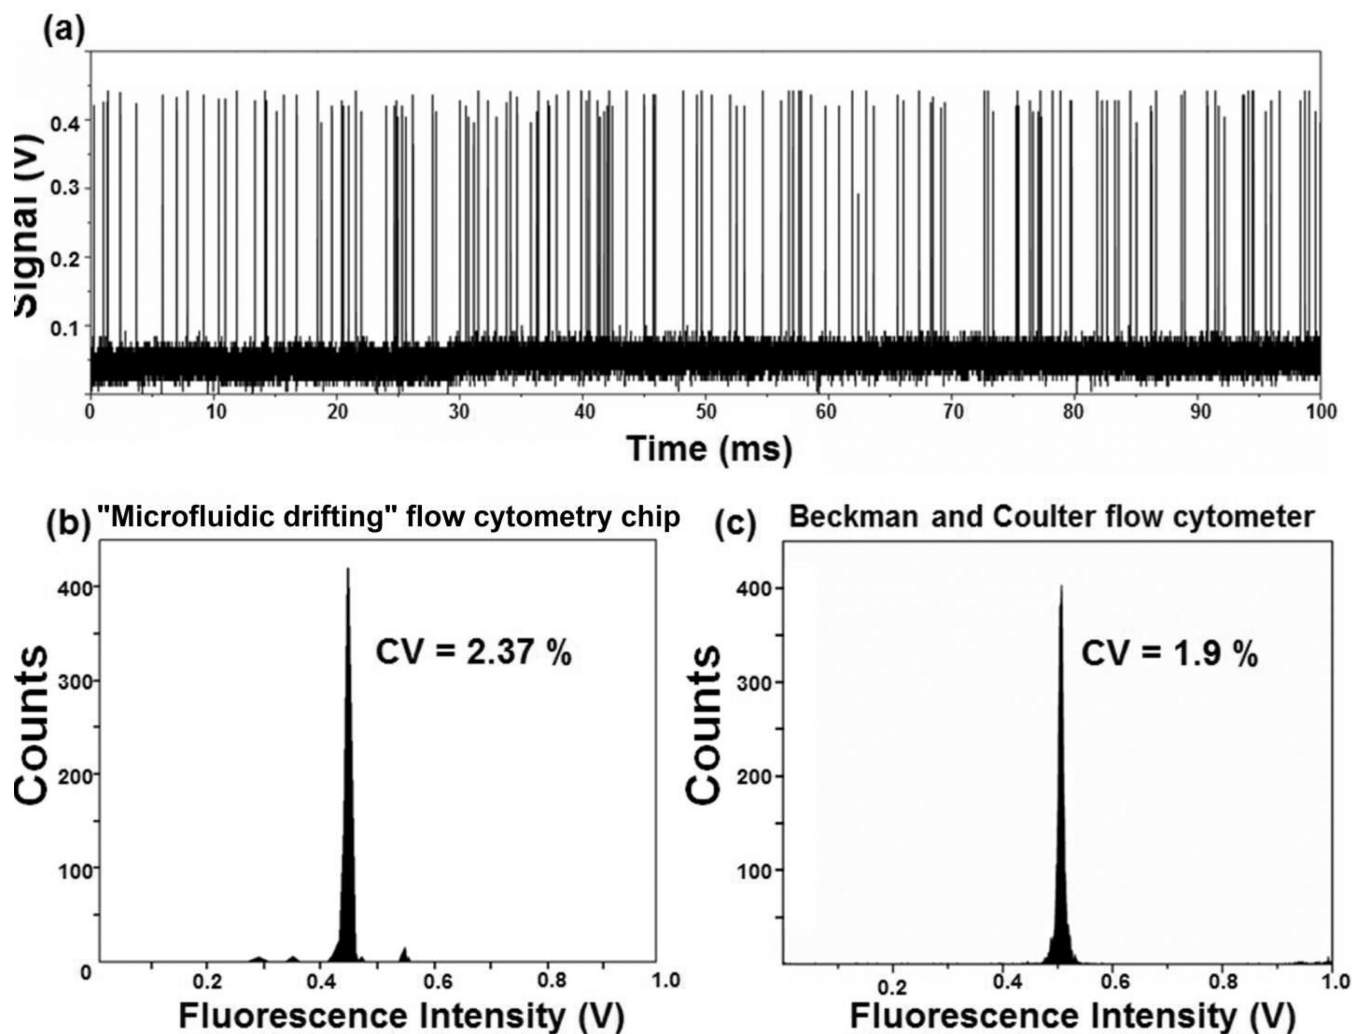 (a)
Signal (V)
0.4
0.3
0.2
0.1
0 10 20 30 40 50 60 70 80 90 100
Time (ms)
(b) "Microfluidic drifting" flow cytometry chip
Counts
400
300
200
100
0
CV = 2.37 %
0.2 0.4 0.6 0.8 1.0
Fluorescence Intensity (V)
(c) Beckman and Coulter flow cytometer
Counts
400
300
200
100
CV = 1.9 %
0.2 0.4 0.6 0.8 1.0
Fluorescence Intensity (V)